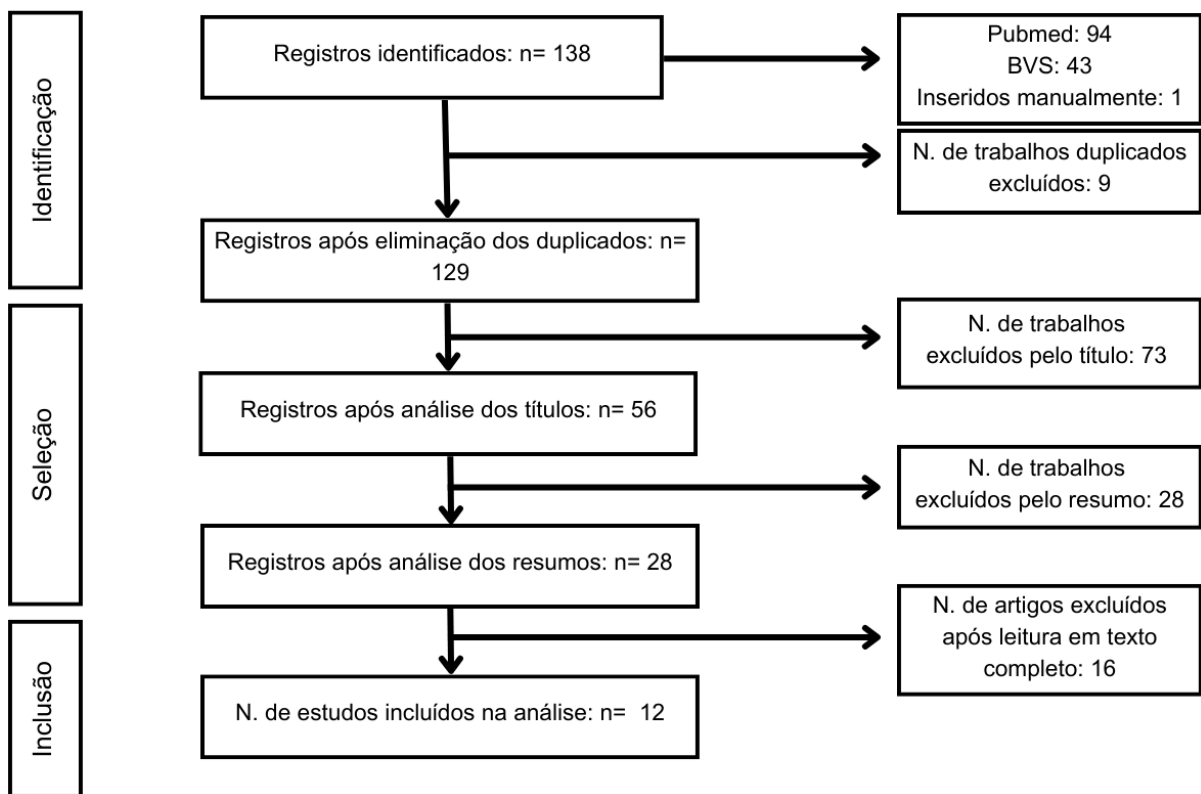 Identificação
Registros identificados: n= 138
Pubmed: 94
BVS: 43
Inseridos manualmente: 1
N. de trabalhos duplicados
excluídos: 9
Registros após eliminação dos duplicados: n=
129
Seleção
N. de trabalhos
excluídos pelo título: 73
Registros após análise dos títulos: n= 56
N. de trabalhos
excluídos pelo resumo: 28
Registros após análise dos resumos: n= 28
Inclusão
N. de artigos excluídos
após leitura em texto
completo: 16
N. de estudos incluídos na análise: n=  12